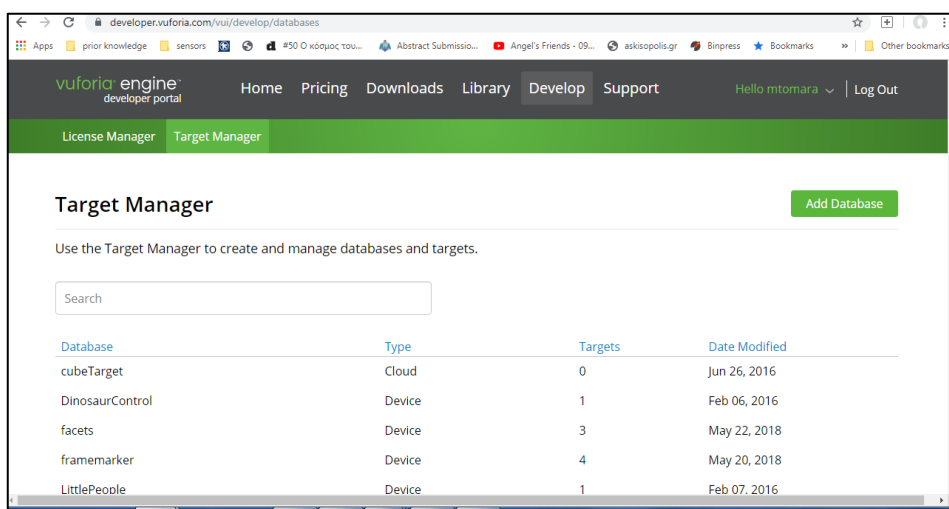 developer.vuforia.com/vui/develop/databases
Apps prior knowledge sensors #50 Ο κόσμος του... Abstract Submissio... Angel's Friends - 09... askisopolis.gr Binpress Bookmarks » Other bookmarks
vuforia engine™ Home Pricing Downloads Library Develop Support Hello mtomara Log Out
developer portal
License Manager Target Manager
Target Manager Add Database
Use the Target Manager to create and manage databases and targets.
Search
Database Type Targets Date Modified
cubeTarget Cloud 0 Jun 26, 2016
DinosaurControl Device 1 Feb 06, 2016
facets Device 3 May 22, 2018
framemarker Device 4 May 20, 2018
LittlePeople Device 1 Feb 07, 2016